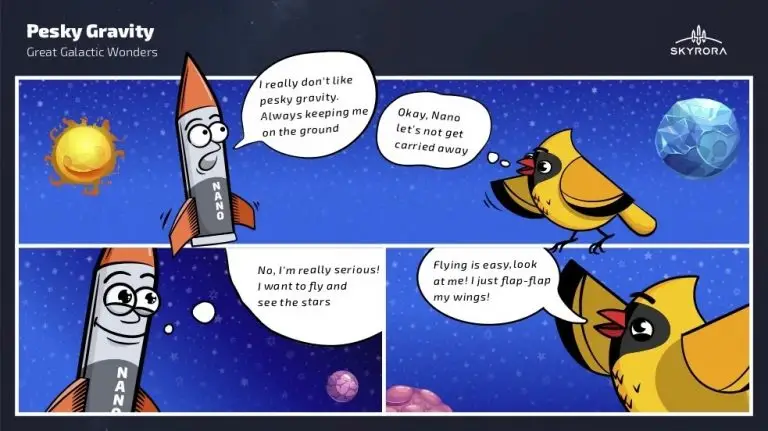 Pesky Gravity
Great Galactic Wonders
SKYRORA
I really don't like
pesky gravity.
Always keeping me
on the ground
Okay, Nano
let's not get
carried away
NANO
No, I'm really serious!
I want to fly and
see the stars
NANO
Flying is easy,look
at me! I just flap-flap
my wings!